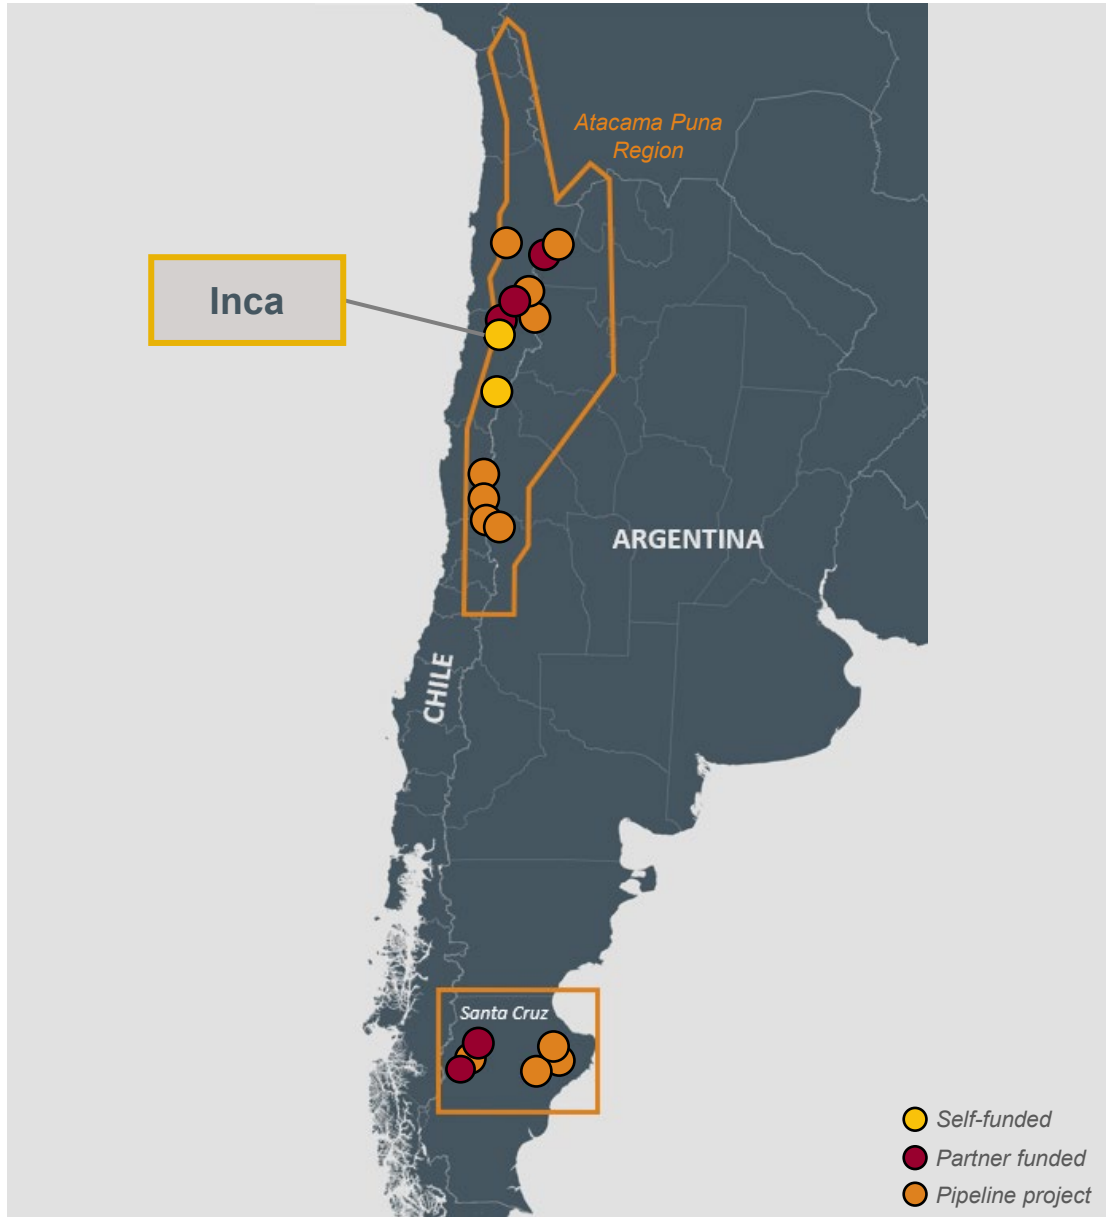 Atacama Puna
Region
Inca
ARGENTINA
CHILE
Santa Cruz
Self-funded
Partner funded
Pipeline project